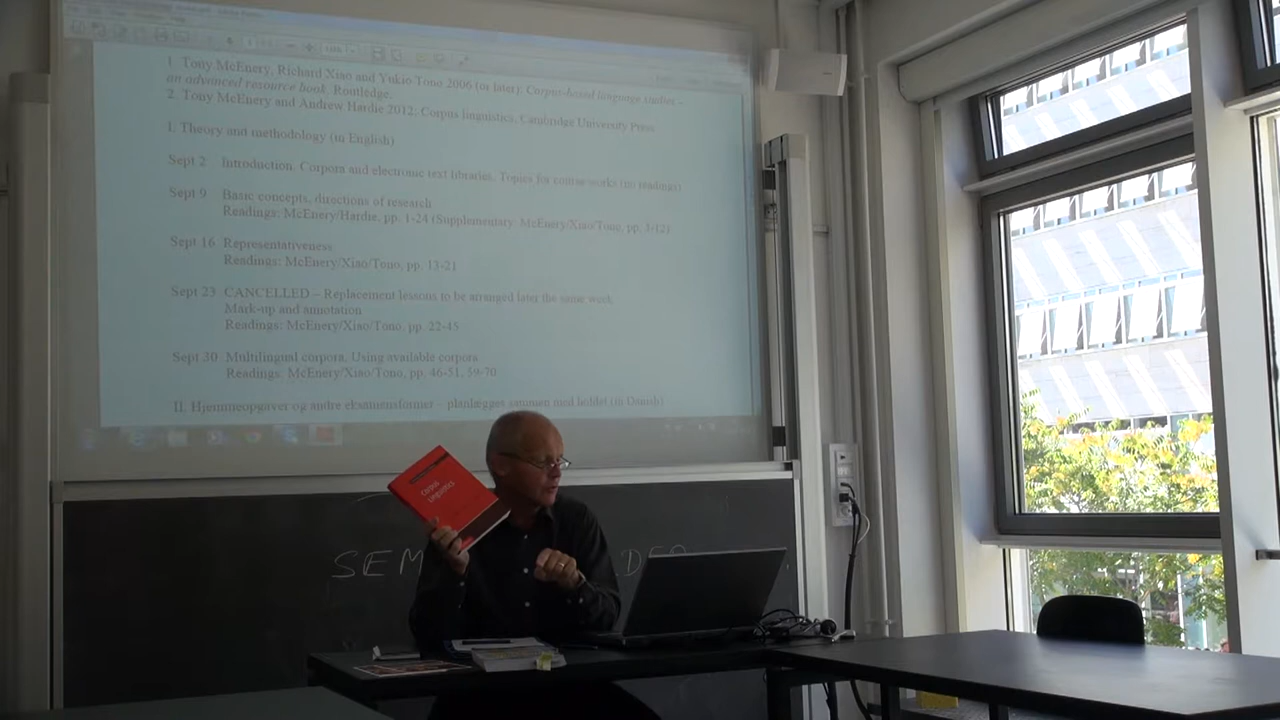 1. Tony McEnery, Richard Xiao and Yukio Tono 2006 (or later). Corpus-based language studies –
an advanced resource book. Routledge.
2. Tony McEnery and Andrew Hardie 2012. Corpus linguistics. Cambridge University Press
I. Theory and methodology (in English)
Sept 2 Introduction. Corpora and electronic text libraries. Topics for course works (no readings)
Sept 9 Basic concepts, directions of research
Readings: McEnery/Hardie, pp. 1-24 (Supplementary: McEnery/Xiao/Tono, pp. 3-12)
Sept 16 Representativeness
Readings: McEnery/Xiao/Tono, pp. 13-21
Sept 23 CANCELLED – Replacement lessons to be arranged later the same week
Mark-up and annotation
Readings: McEnery/Xiao/Tono, pp. 22-45
Sept 30 Multilingual corpora. Using available corpora
Readings: McEnery/Xiao/Tono, pp. 46-51, 59-70
II. Hjemmeopgaver og andre eksamensformer – planlægges sammen med holdet (in Danish)
Corpus
Linguistics
SEM